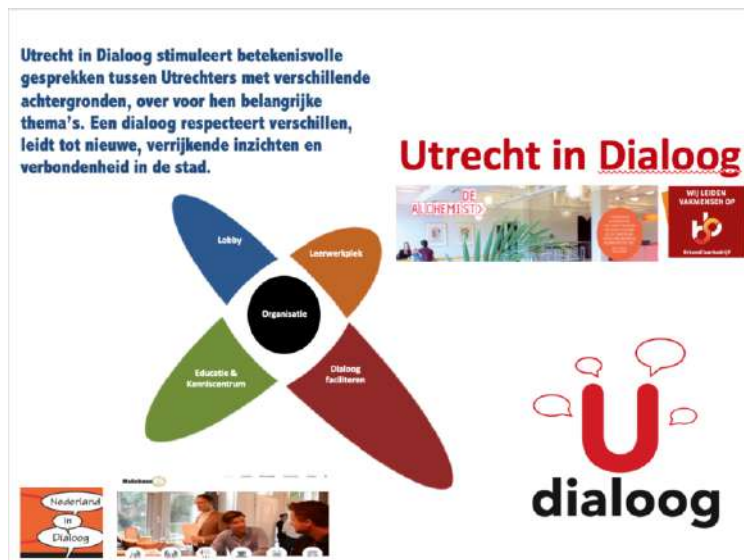 Utrecht in Dialoog stimuleert betekenisvolle
gesprekken tussen Utrechters met verschillende
achtergronden, over voor hen belangrijke
thema's. Een dialoog respecteert verschillen,
leidt tot nieuwe, verrijkende inzichten en
verbondenheid in de stad.
Utrecht in Dialoog
DE
ALCHEMIST
WIJ LEIDEN
VAKMENSEN OP
Erkend leerbedrijf
Lobby
Leerwerkplek
Organisatie
Educatie &
Kenniscentrum
Dialoog
faciliteren
U
dialoog
Nederland
in
Dialoog